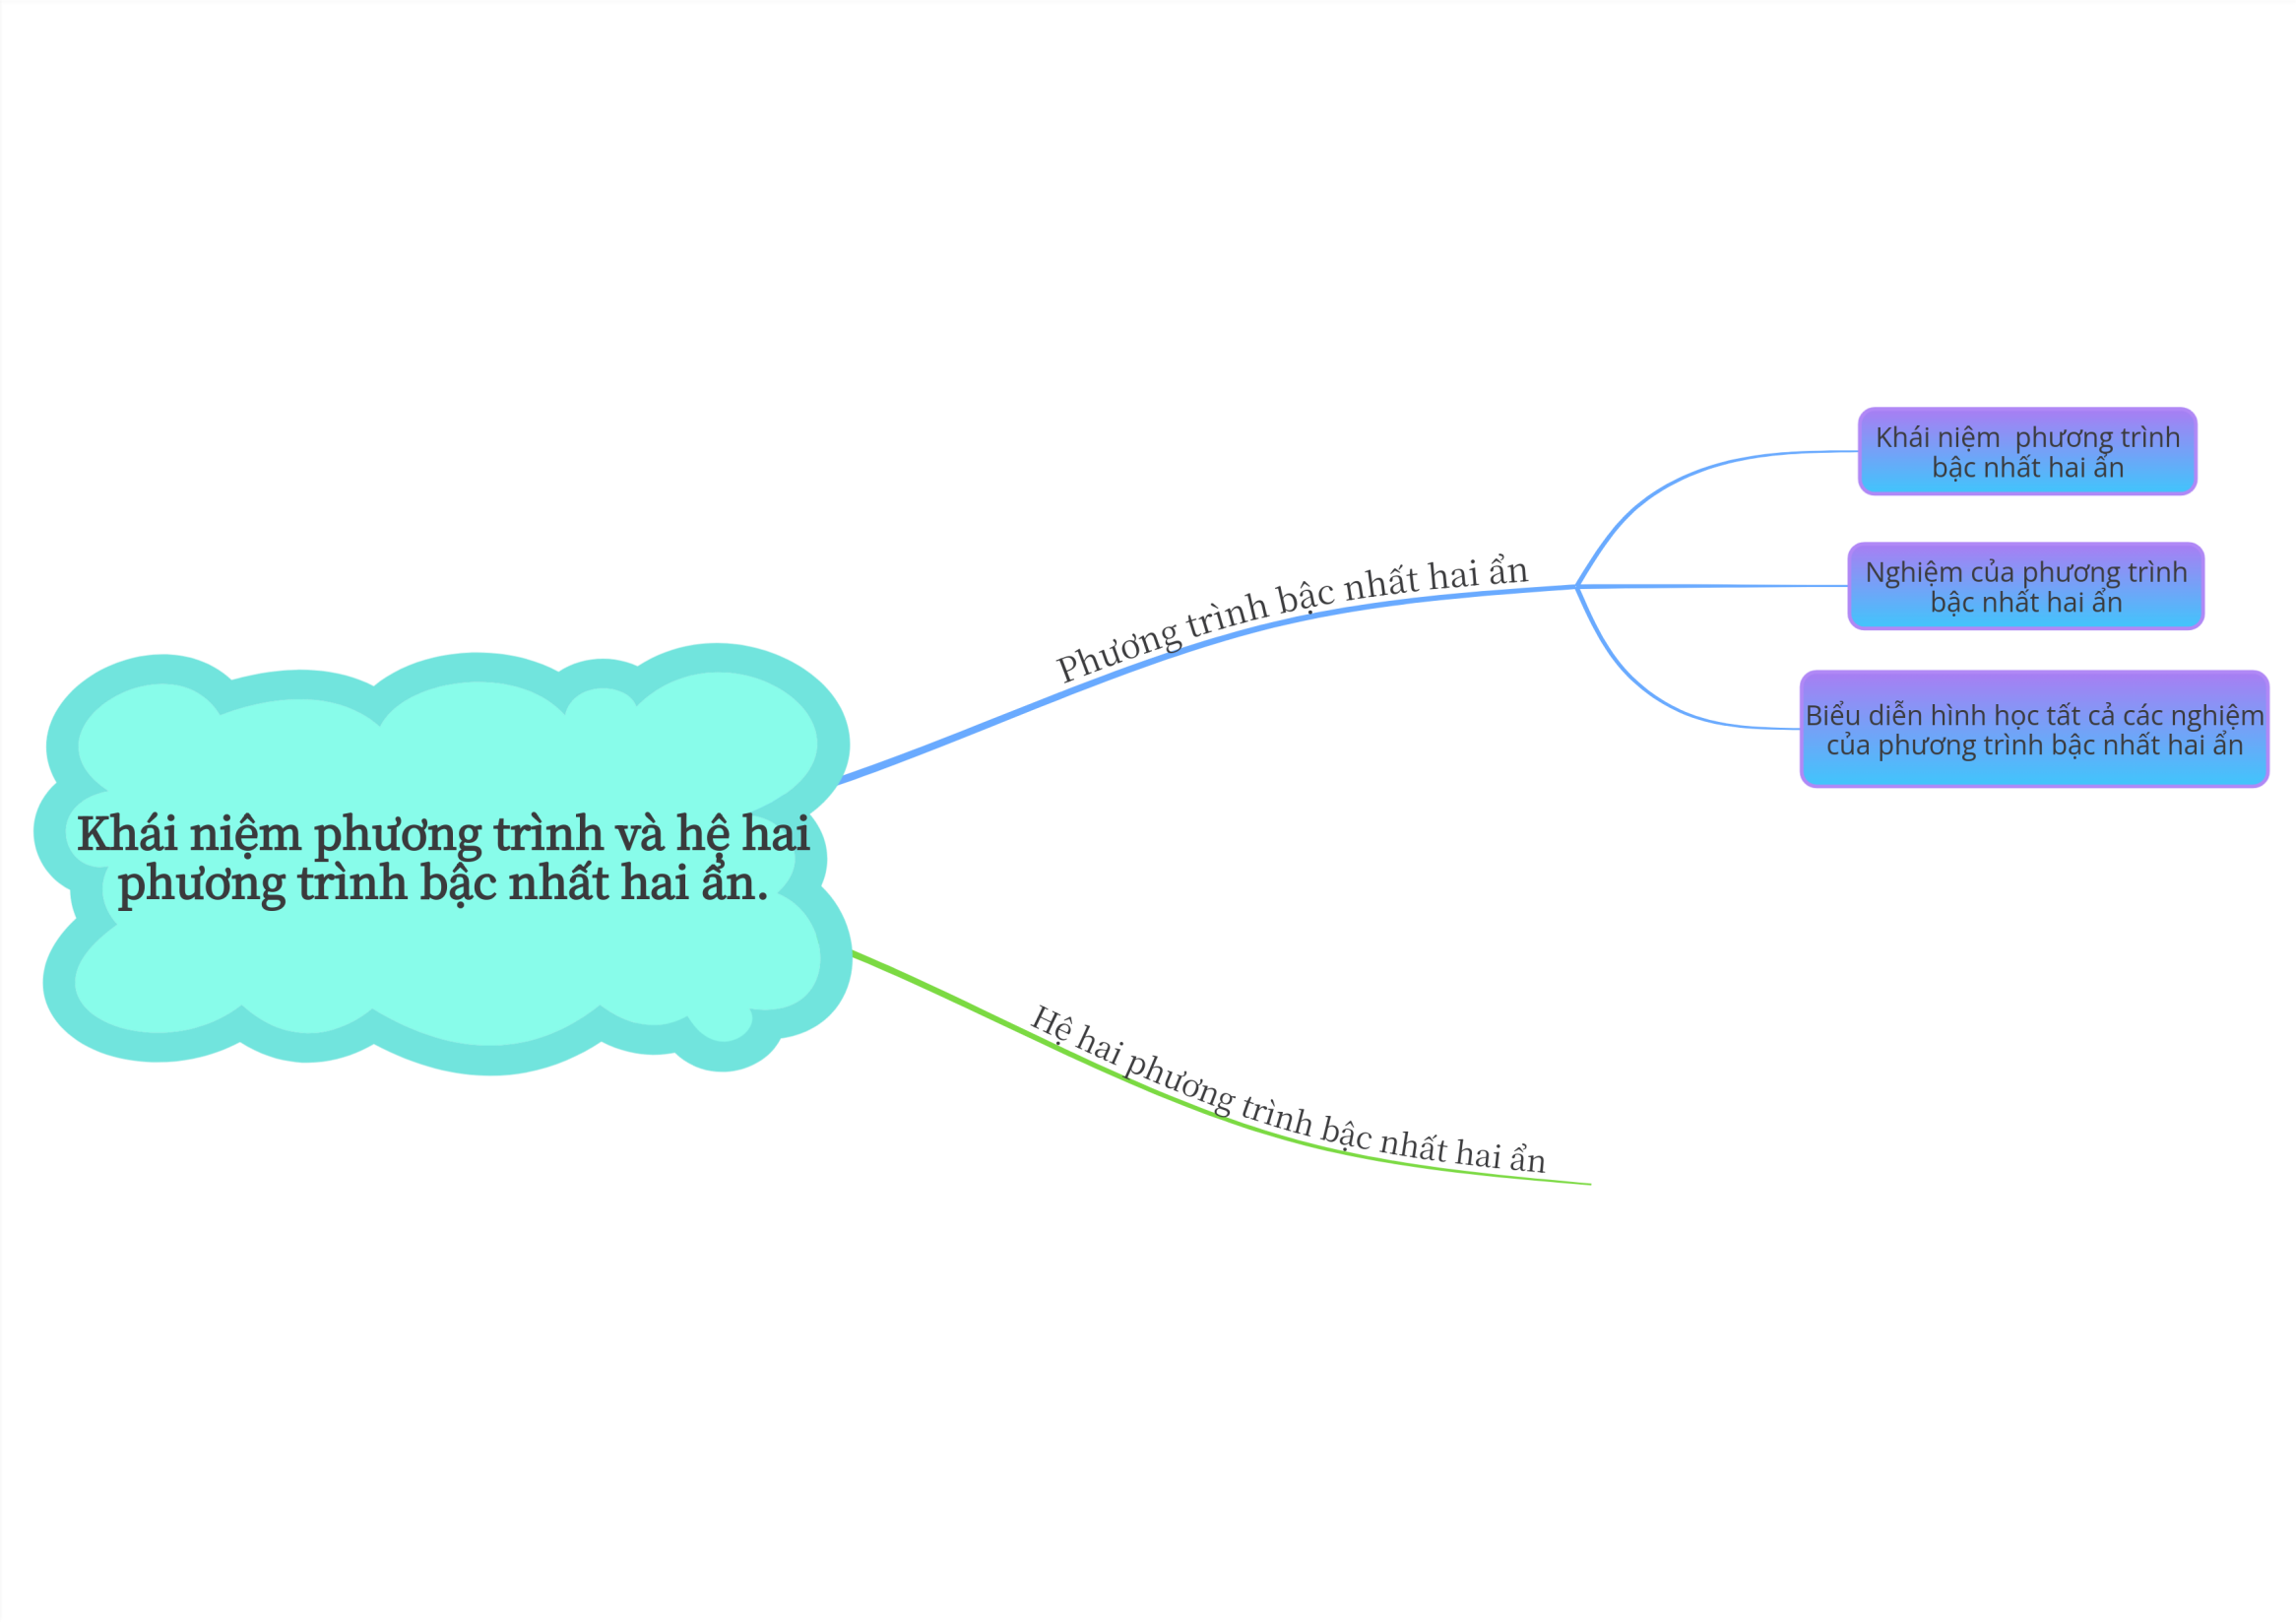 Khái niệm phương trình và hệ hai
phương trình bậc nhất hai ẩn.
Phương trình bậc nhất hai ẩn
Khái niệm  phương trình
bậc nhất hai ẩn
Nghiệm của phương trình
bậc nhất hai ẩn
Biểu diễn hình học tất cả các nghiệm
của phương trình bậc nhất hai ẩn
Hệ hai phương trình bậc nhất hai ẩn